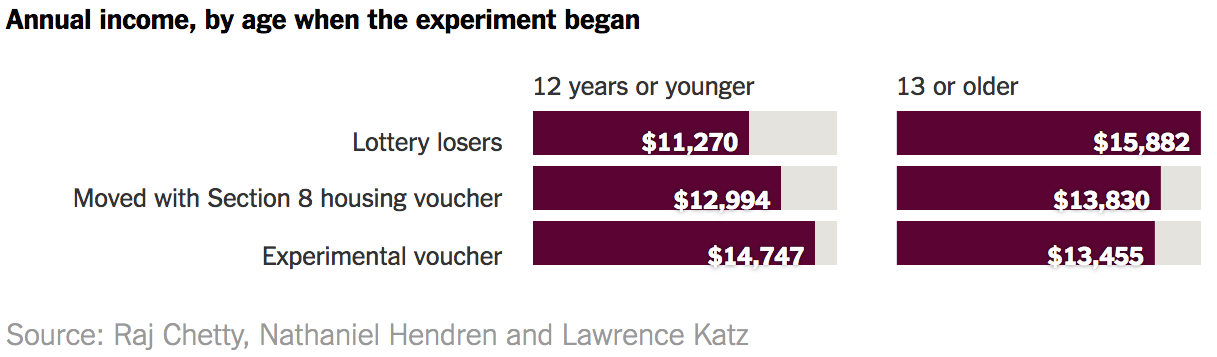 Annual income, by age when the experiment began
12 years or younger 13 or older
Lottery losers $11,270 $15,882
Moved with Section 8 housing voucher $12,994 $13,830
Experimental voucher $14,747 $13,455
Source: Raj Chetty, Nathaniel Hendren and Lawrence Katz